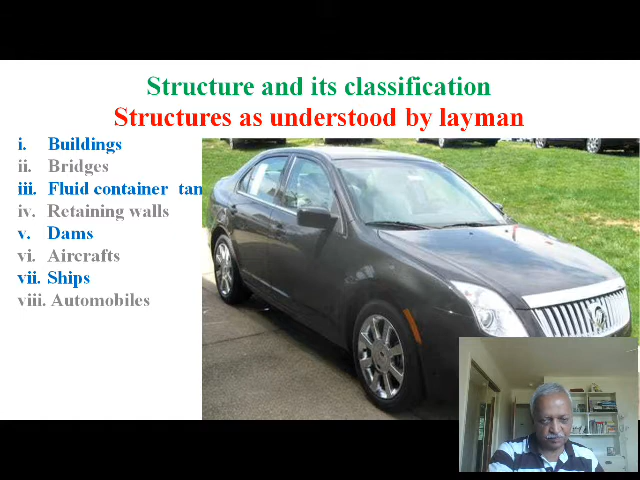 Structure and its classification
Structures as understood by layman
i. Buildings
ii. Bridges
iii. Fluid container tan
iv. Retaining walls
v. Dams
vi. Aircrafts
vii. Ships
viii. Automobiles